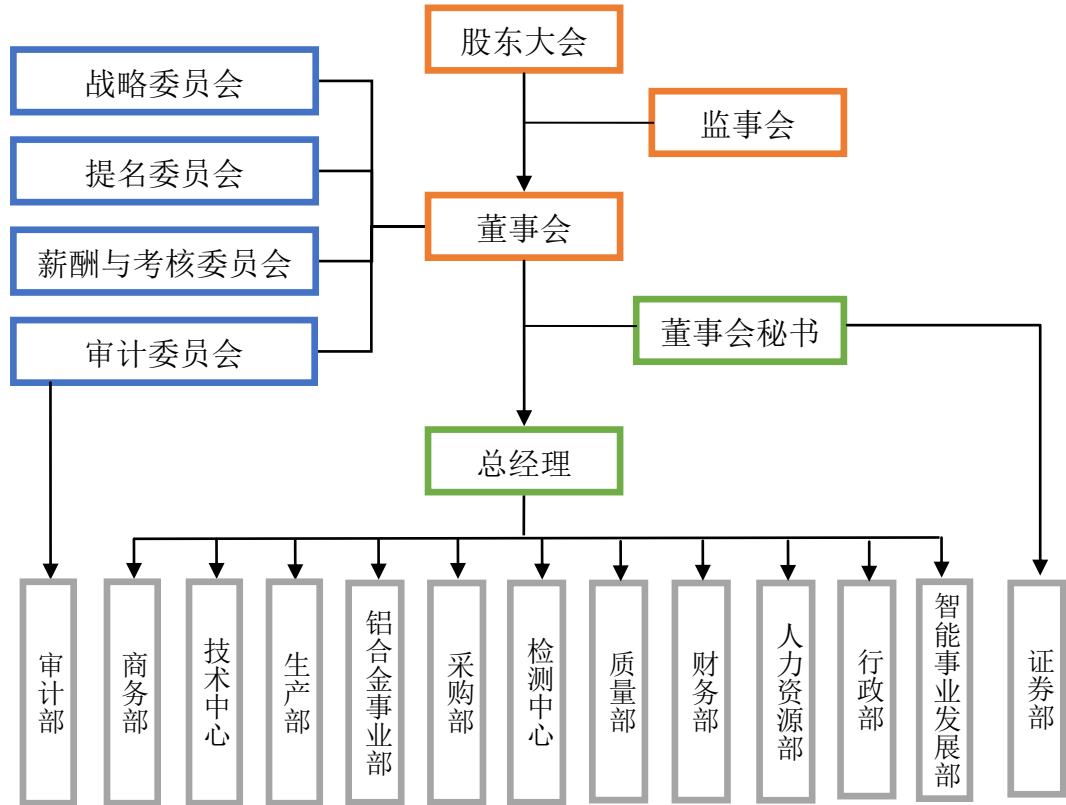 股东大会
战略委员会
监事会
提名委员会
董事会
薪酬与考核委员会
董事会秘书
审计委员会
总经理
审计部
商务部
技术中心
生产部
铝合金事业部
采购部
检测中心
质量部
财务部
人力资源部
行政部
智能事业发展部
证券部